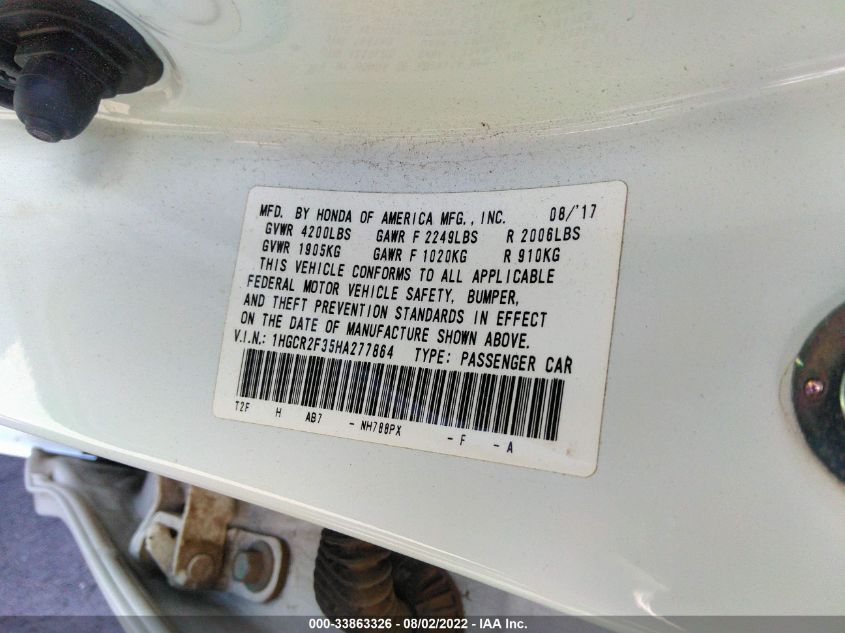 MFD. BY HONDA OF AMERICA MFG., INC. 08/'17
GVWR 4200LBS GAWR F 2249LBS R 2006LBS
GVWR 1905KG GAWR F 1020KG R 910KG
THIS VEHICLE CONFORMS TO ALL APPLICABLE
FEDERAL MOTOR VEHICLE SAFETY, BUMPER,
AND THEFT PREVENTION STANDARDS IN EFFECT
ON THE DATE OF MANUFACTURE SHOWN ABOVE.
V.I.N.: 1HGCR2F35HA277864 TYPE: PASSENGER CAR
T2F H AB7 - NH788PX - F - A
000-33863326 - 08/02/2022 - IAA Inc.